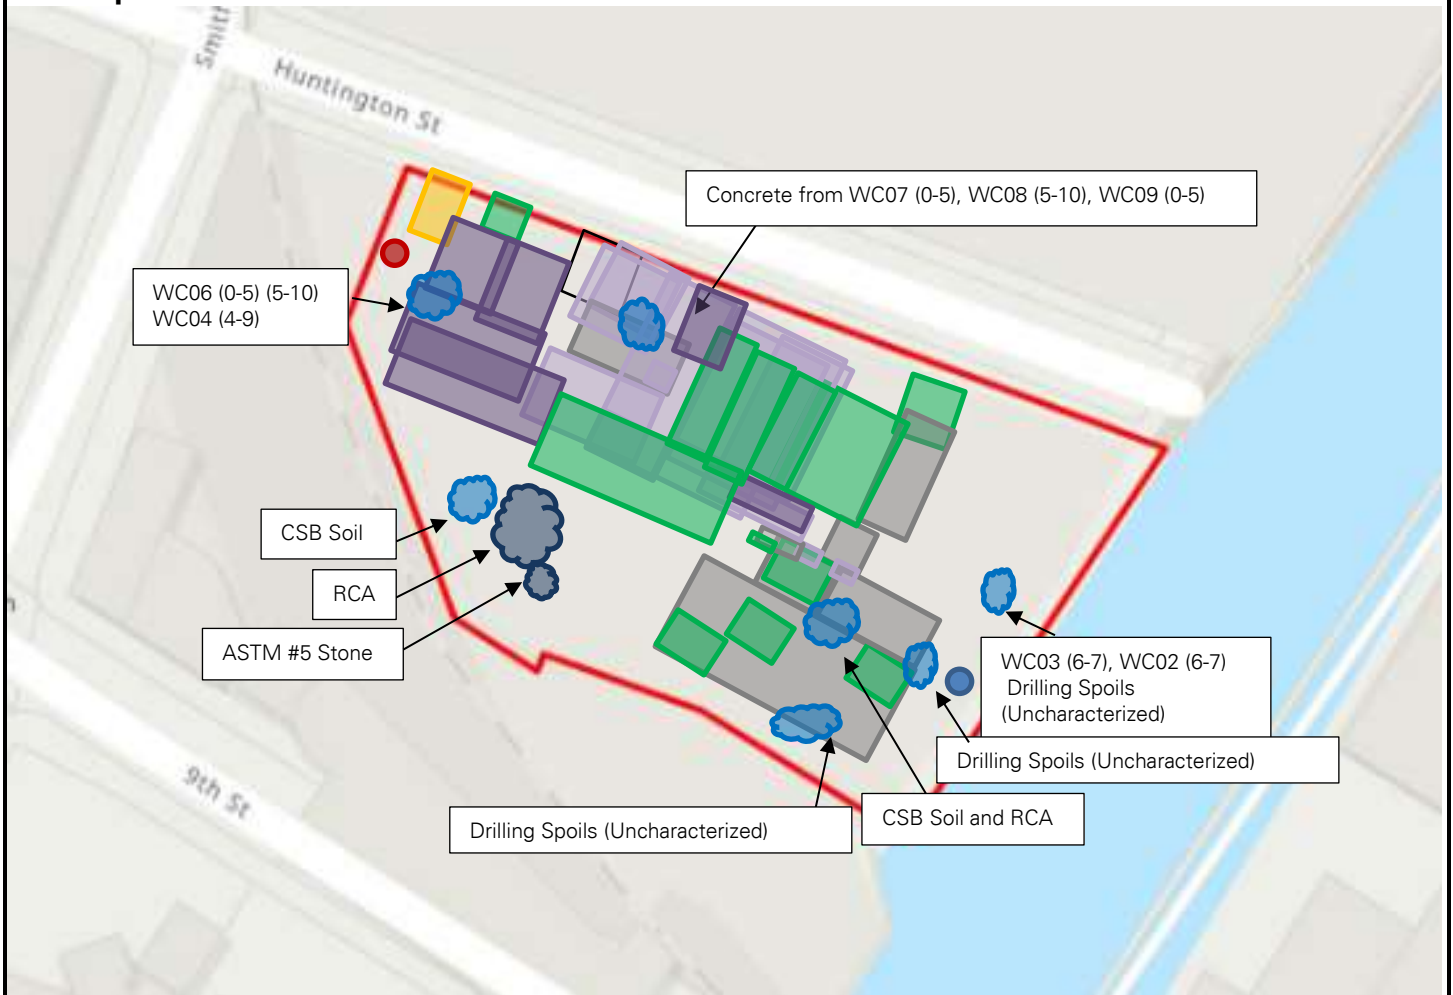 Smith
Huntington St
Concrete from WC07 (0-5), WC08 (5-10), WC09 (0-5)
WC06 (0-5) (5-10)
WC04 (4-9)
CSB Soil
RCA
ASTM #5 Stone
WC03 (6-7), WC02 (6-7)
Drilling Spoils
(Uncharacterized)
Drilling Spoils (Uncharacterized)
CSB Soil and RCA
Drilling Spoils (Uncharacterized)
9th St